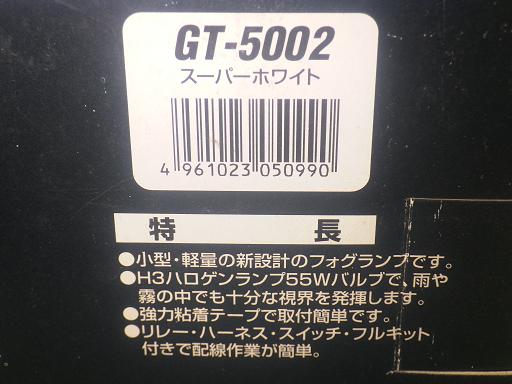 GT-5002
スーパーホワイト
4 961023 050990
特 長
●小型・軽量の新設計のフォグランプです。
●H3ハロゲンランプ55Wバルブで、雨や
霧の中でも十分な視界を発揮します。
●強力粘着テープで取付簡単です。
●リレー・ハーネス・スイッチ・フルキット
付きで配線作業が簡単。